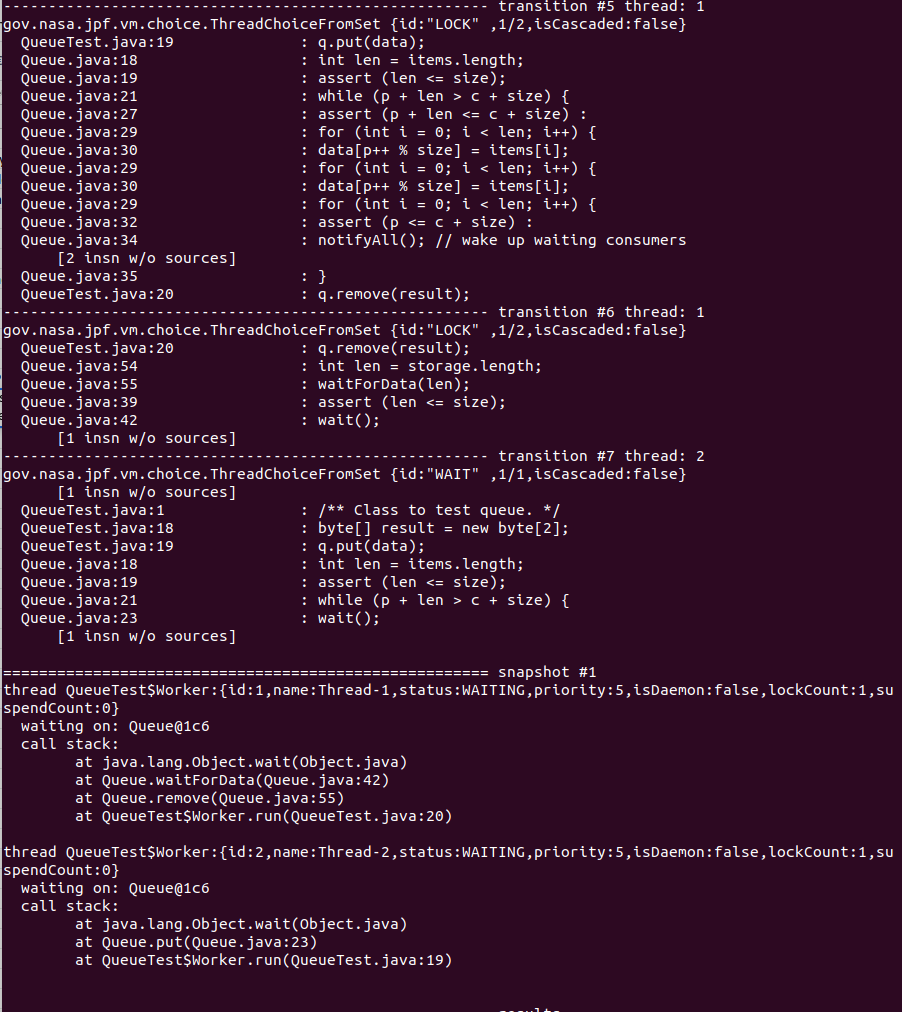 ------------------------------------------------------ transition #5 thread: 1
gov.nasa.jpf.vm.choice.ThreadChoiceFromSet {id:"LOCK" ,1/2,isCascaded:false}
  QueueTest.java:19              : q.put(data);
  Queue.java:18                  : int len = items.length;
  Queue.java:19                  : assert (len <= size);
  Queue.java:21                  : while (p + len > c + size) {
  Queue.java:27                  : assert (p + len <= c + size) :
  Queue.java:29                  : for (int i = 0; i < len; i++) {
  Queue.java:30                  : data[p++ % size] = items[i];
  Queue.java:29                  : for (int i = 0; i < len; i++) {
  Queue.java:30                  : data[p++ % size] = items[i];
  Queue.java:29                  : for (int i = 0; i < len; i++) {
  Queue.java:32                  : assert (p <= c + size) :
  Queue.java:34                  : notifyAll(); // wake up waiting consumers
      [2 insn w/o sources]
  Queue.java:35                  : }
  QueueTest.java:20              : q.remove(result);
------------------------------------------------------ transition #6 thread: 1
gov.nasa.jpf.vm.choice.ThreadChoiceFromSet {id:"LOCK" ,1/2,isCascaded:false}
  QueueTest.java:20              : q.remove(result);
  Queue.java:54                  : int len = storage.length;
  Queue.java:55                  : waitForData(len);
  Queue.java:39                  : assert (len <= size);
  Queue.java:42                  : wait();
      [1 insn w/o sources]
------------------------------------------------------ transition #7 thread: 2
gov.nasa.jpf.vm.choice.ThreadChoiceFromSet {id:"WAIT" ,1/1,isCascaded:false}
      [1 insn w/o sources]
  QueueTest.java:1               : /** Class to test queue. */
  QueueTest.java:18              : byte[] result = new byte[2];
  QueueTest.java:19              : q.put(data);
  Queue.java:18                  : int len = items.length;
  Queue.java:19                  : assert (len <= size);
  Queue.java:21                  : while (p + len > c + size) {
  Queue.java:23                  : wait();
      [1 insn w/o sources]
====================================================== snapshot #1
thread QueueTest$Worker:{id:1,name:Thread-1,status:WAITING,priority:5,isDaemon:false,lockCount:1,su
spendCount:0}
  waiting on: Queue@1c6
  call stack:
        at java.lang.Object.wait(Object.java)
        at Queue.waitForData(Queue.java:42)
        at Queue.remove(Queue.java:55)
        at QueueTest$Worker.run(QueueTest.java:20)
thread QueueTest$Worker:{id:2,name:Thread-2,status:WAITING,priority:5,isDaemon:false,lockCount:1,su
spendCount:0}
  waiting on: Queue@1c6
  call stack:
        at java.lang.Object.wait(Object.java)
        at Queue.put(Queue.java:23)
        at QueueTest$Worker.run(QueueTest.java:19)